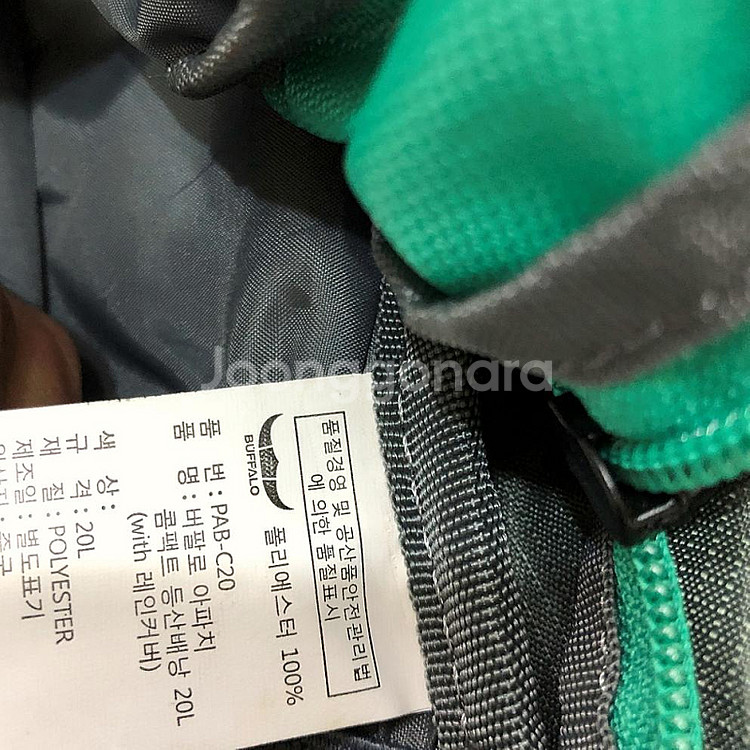 Joonggonara
품질경영 및 공산품안전관리법
에 의한 품질표시
BUFFALO
폴리에스터 100%
품 번 : PAB-C20
품 명 : 버팔로 아파치
콤팩트 등산배낭 20L
(with 레인커버)
색 상 :
규 격 : 20L
재 질 : POLYESTER
제조일 : 별도표기